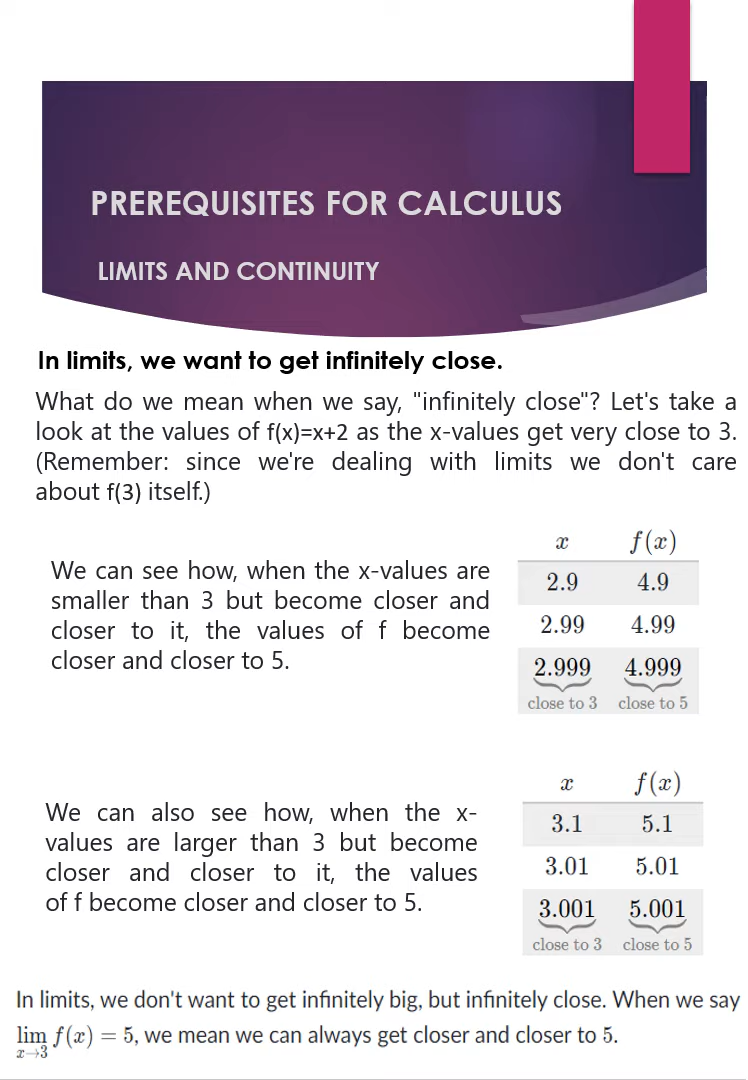 PREREQUISITES FOR CALCULUS
LIMITS AND CONTINUITY
In limits, we want to get infinitely close.
What do we mean when we say, "infinitely close"? Let's take a
look at the values of f(x)=x+2 as the x-values get very close to 3.
(Remember: since we're dealing with limits we don't care
about f(3) itself.)
We can see how, when the x-values are
smaller than 3 but become closer and
closer to it, the values of f become
closer and closer to 5.
x f(x)
2.9 4.9
2.99 4.99
2.999 4.999
close to 3 close to 5
We can also see how, when the x-
values are larger than 3 but become
closer and closer to it, the values
of f become closer and closer to 5.
x f(x)
3.1 5.1
3.01 5.01
3.001 5.001
close to 3 close to 5
In limits, we don't want to get infinitely big, but infinitely close. When we say
lim x→3 f(x) = 5, we mean we can always get closer and closer to 5.